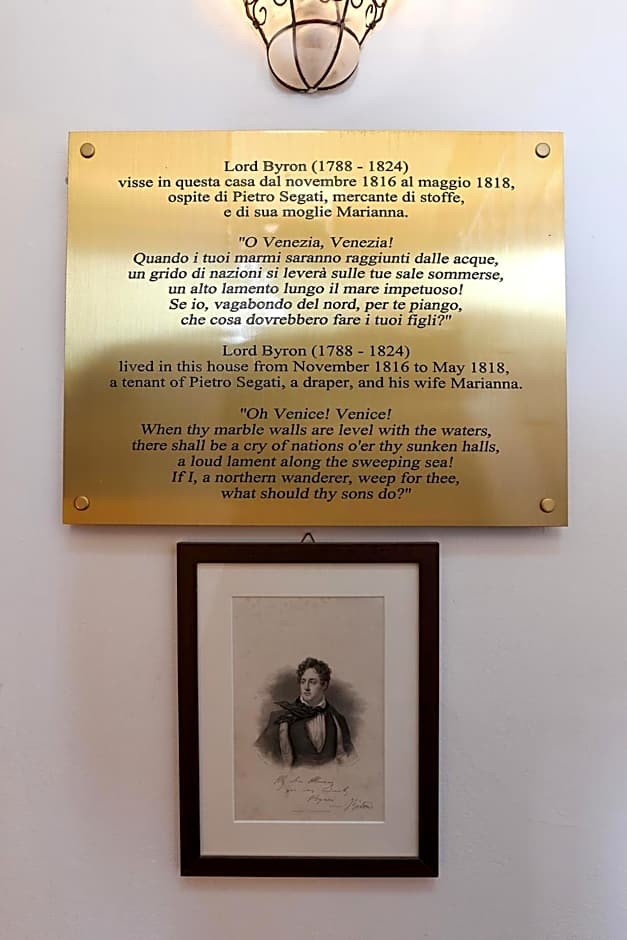 Lord Byron (1788 - 1824)
visse in questa casa dal novembre 1816 al maggio 1818,
ospite di Pietro Segati, mercante di stoffe,
e di sua moglie Marianna.
"O Venezia, Venezia!
Quando i tuoi marmi saranno raggiunti dalle acque,
un grido di nazioni si leverà sulle tue sale sommerse,
un alto lamento lungo il mare impetuoso!
Se io, vagabondo del nord, per te piango,
che cosa dovrebbero fare i tuoi figli?"
Lord Byron (1788 - 1824)
lived in this house from November 1816 to May 1818,
a tenant of Pietro Segati, a draper, and his wife Marianna.
"Oh Venice! Venice!
When thy marble walls are level with the waters,
there shall be a cry of nations o'er thy sunken halls,
a loud lament along the sweeping sea!
If I, a northern wanderer, weep for thee,
what should thy sons do?"